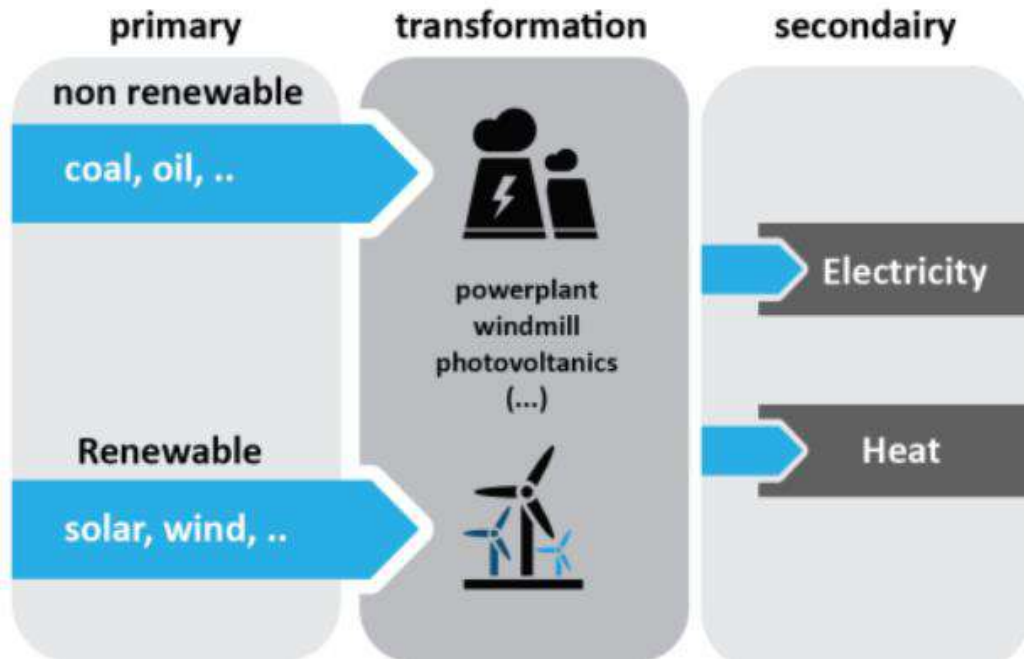 primary
transformation
secondairy
non renewable
coal, oil, ..
powerplant
windmill
photovoltanics
(...)
Renewable
solar, wind, ..
Electricity
Heat